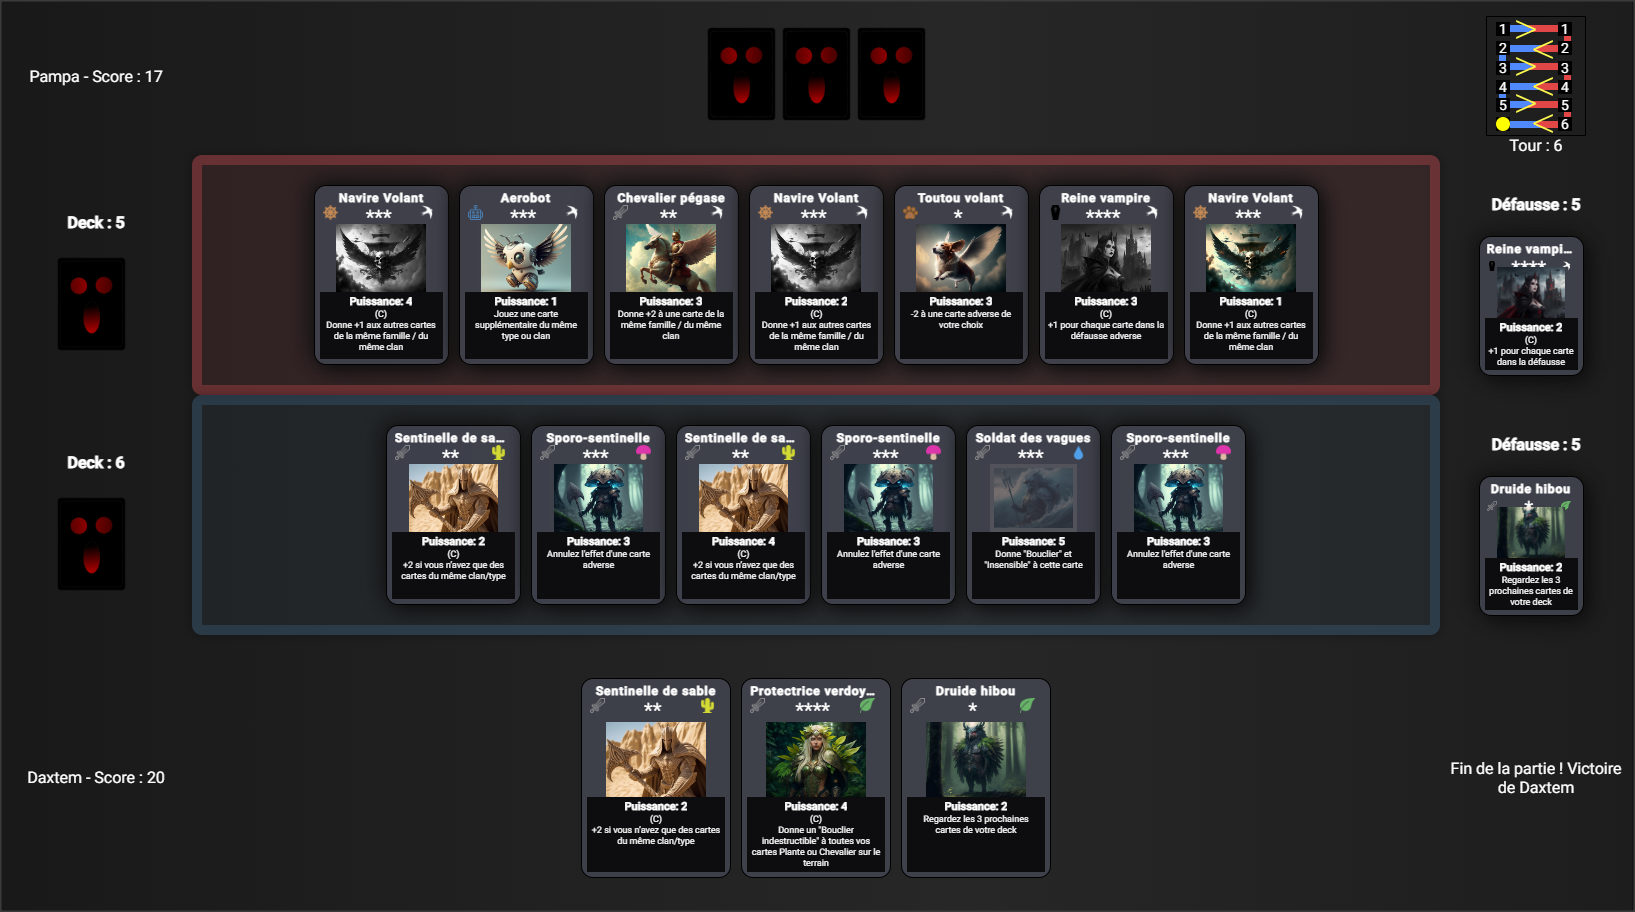 Pampa - Score : 17
1 1
2 2
3 3
4 4
5 5
6
Tour : 6
Deck : 5
Navire Volant
***
Puissance: 4
(C)
Donne +1 aux autres cartes
de la même famille / du
même clan
Aerobot
***
Puissance: 1
Jouez une carte
supplémentaire du même
type ou clan
Chevalier pégase
**
Puissance: 3
Donne +2 à une carte de la
même famille / du même
clan
Navire Volant
***
Puissance: 2
(C)
Donne +1 aux autres cartes
de la même famille / du
même clan
Toutou volant
*
Puissance: 3
-2 à une carte adverse de
votre choix
Reine vampire
****
Puissance: 3
(C)
+1 pour chaque carte dans la
défausse adverse
Navire Volant
***
Puissance: 1
(C)
Donne +1 aux autres cartes
de la même famille / du
même clan
Défausse : 5
Reine vampi...
****
Puissance: 2
(C)
+1 pour chaque carte
dans la défausse
Deck : 6
Sentinelle de sa...
**
Puissance: 2
(C)
+2 si vous n'avez que des
cartes du même clan/type
Sporo-sentinelle
***
Puissance: 3
Annulez l'effet d'une carte
adverse
Sentinelle de sa...
**
Puissance: 4
(C)
+2 si vous n'avez que des
cartes du même clan/type
Sporo-sentinelle
***
Puissance: 3
Annulez l'effet d'une carte
adverse
Soldat des vagues
***
Puissance: 5
Donne "Bouclier" et
"Insensible" à cette carte
Sporo-sentinelle
***
Puissance: 3
Annulez l'effet d'une carte
adverse
Défausse : 5
Druide hibou
*
Puissance: 2
Regardez les 3
prochaines cartes de
votre deck
Daxtem - Score : 20
Sentinelle de sable
**
Puissance: 2
(C)
+2 si vous n'avez que des cartes
du même clan/type
Protectrice verdoy...
****
Puissance: 4
(C)
Donne un "Bouclier
indestructible" à toutes vos
cartes Plante ou Chevalier sur le
terrain
Druide hibou
*
Puissance: 2
Regardez les 3 prochaines
cartes de votre deck
Fin de la partie ! Victoire
de Daxtem